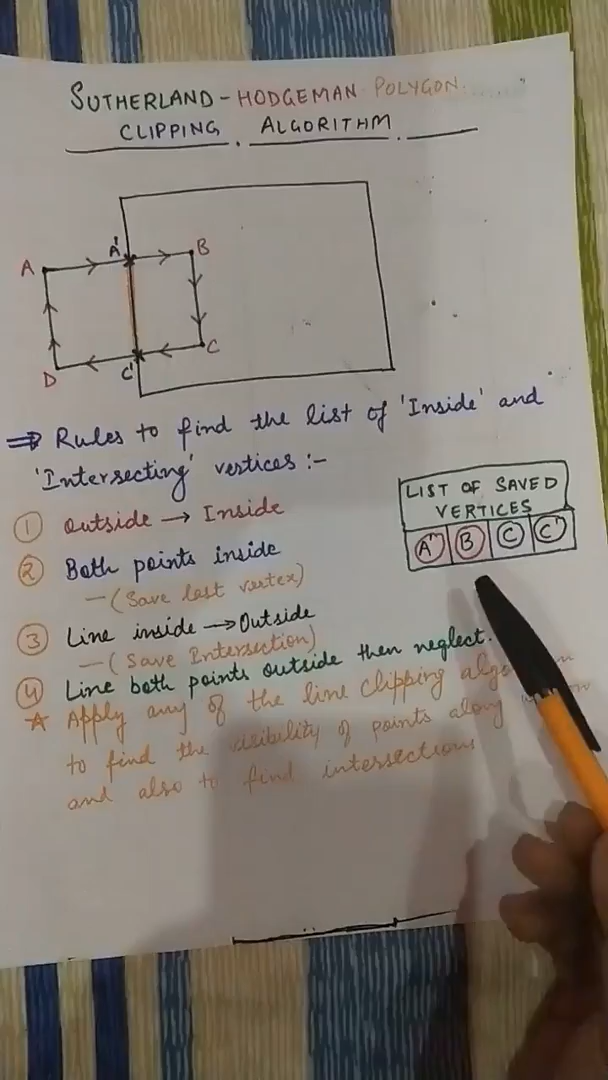 SUTHERLAND - HODGEMAN POLYGON
CLIPPING ALGORITHM.
A
A'
B
D
C'
C
⇒ Rules to find the list of 'Inside' and
'Intersecting' vertices :-
① Outside → Inside
② Both points inside
— (Save last vertex)
③ Line inside → Outside
— (Save Intersection)
④ Line both points outside then neglect.
LIST OF SAVED
VERTICES
A' B C C'
☆ Apply any of the line clipping
to find the visibility of points along
and also to find intersections